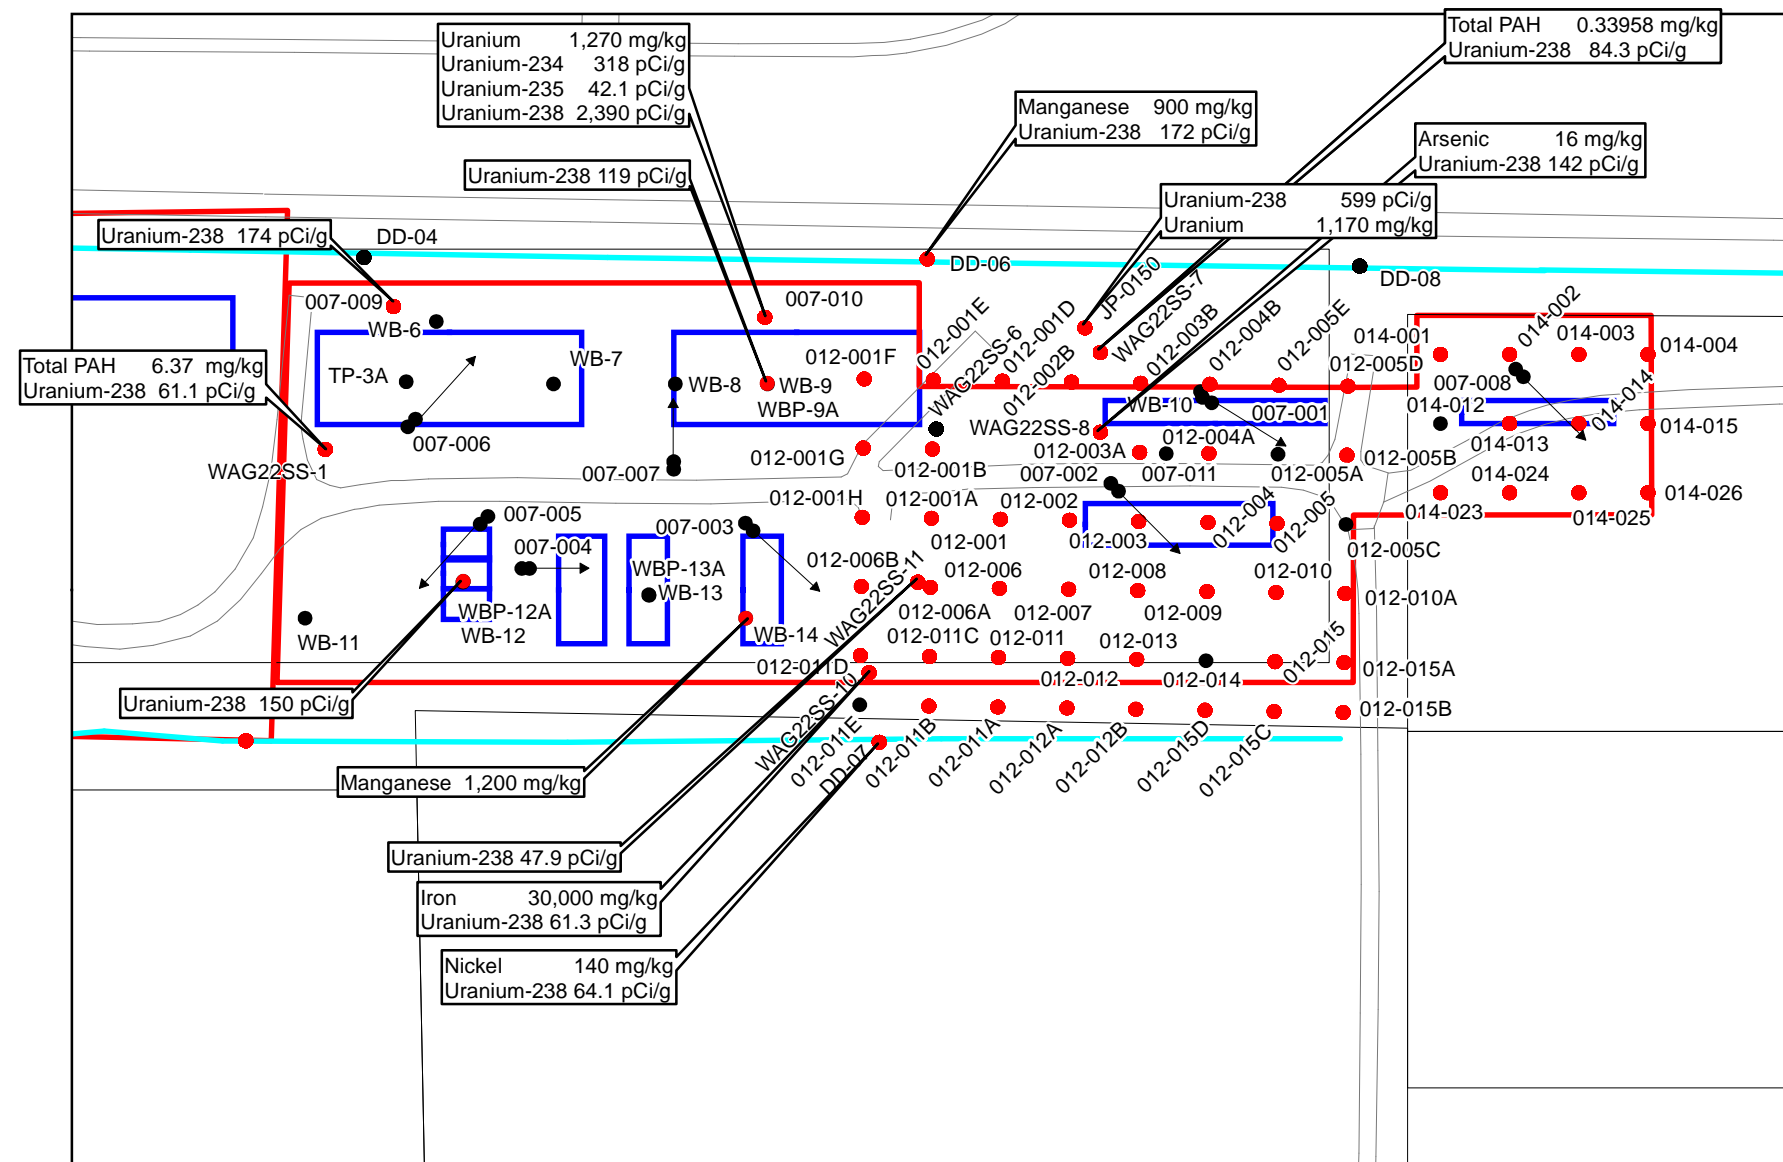 Total PAH 0.33958 mg/kg
Uranium-238 84.3 pCi/g
Uranium 1,270 mg/kg
Uranium-234 318 pCi/g
Uranium-235 42.1 pCi/g
Uranium-238 2,390 pCi/g
Manganese 900 mg/kg
Uranium-238 172 pCi/g
Arsenic 16 mg/kg
Uranium-238 142 pCi/g
Uranium-238 119 pCi/g
Uranium-238 599 pCi/g
Uranium 1,170 mg/kg
Uranium-238 174 pCi/g
DD-04
DD-06
JP-0150
WAG22SS-7
DD-08
007-009
007-010
WB-6
012-001E
WAG22SS-6
012-001D
012-002B
012-003B
012-004B
012-005E
014-001
014-002
014-003
014-004
Total PAH 6.37 mg/kg
Uranium-238 61.1 pCi/g
TP-3A
WB-7
WB-8
WB-9
WBP-9A
012-001F
012-005D
007-008
014-014
WB-10
007-001
014-012
007-006
WAG22SS-8
012-004A
014-013
014-015
WAG22SS-1
007-007
012-001G
012-001B
012-003A
007-002
007-011
012-005A
012-005B
014-024
012-001H
012-001A
012-002
012-004
012-005
014-023
014-025
014-026
007-005
007-003
007-004
012-001
012-003
012-005C
WBP-13A
WB-13
012-006B
WAG22SS-11
012-006
012-008
012-010
012-010A
WBP-12A
WB-12
012-006A
012-007
012-009
WB-11
WB-14
012-011C
012-011
012-013
012-015
012-015A
012-011D
012-012
012-014
Uranium-238 150 pCi/g
WAG22SS-10
012-011E
DD-07
012-011B
012-011A
012-012A
012-012B
012-015D
012-015C
012-015B
Manganese 1,200 mg/kg
Uranium-238 47.9 pCi/g
Iron 30,000 mg/kg
Uranium-238 61.3 pCi/g
Nickel 140 mg/kg
Uranium-238 64.1 pCi/g